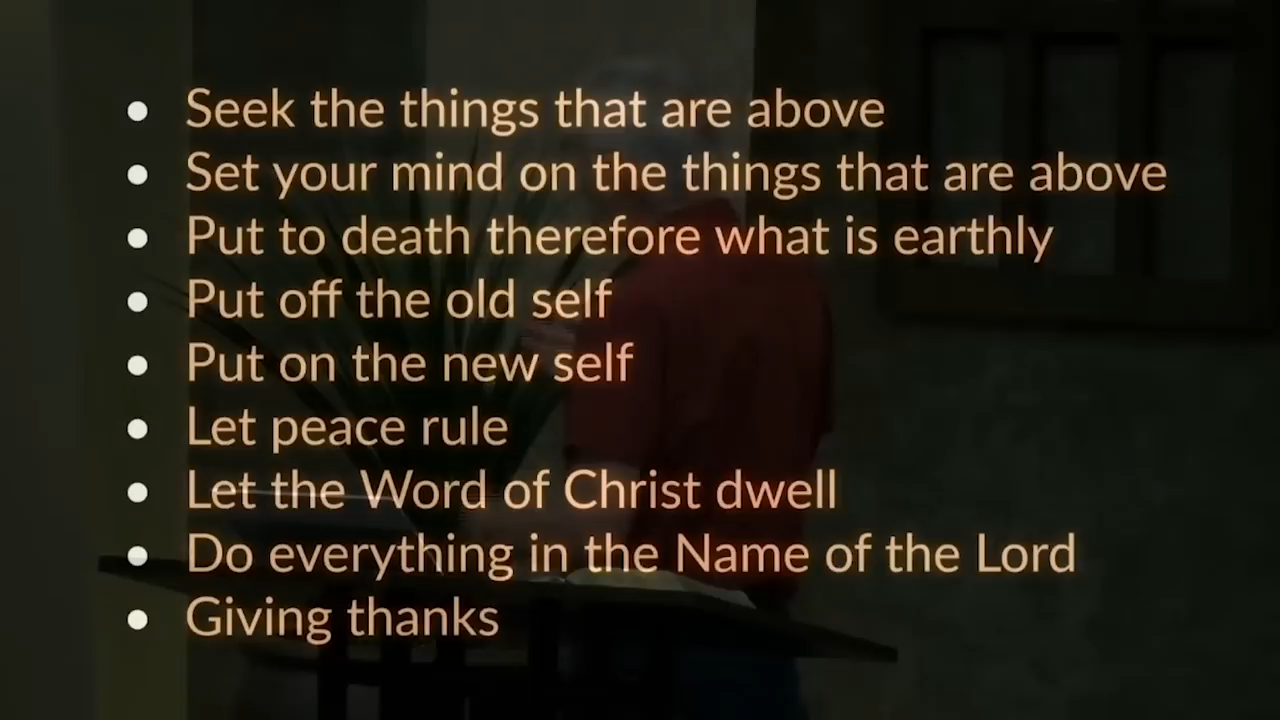 • Seek the things that are above
• Set your mind on the things that are above
• Put to death therefore what is earthly
• Put off the old self
• Put on the new self
• Let peace rule
• Let the Word of Christ dwell
• Do everything in the Name of the Lord
• Giving thanks